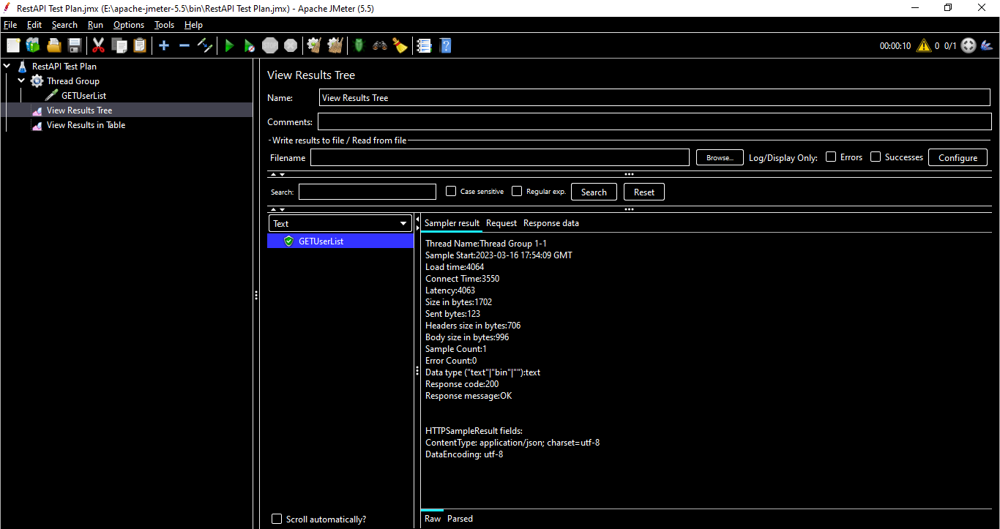 RestAPI Test Plan.jmx (E:\apache-jmeter-5.5\bin\RestAPI Test Plan.jmx) - Apache JMeter (5.5)
File Edit Search Run Options Tools Help
00:00:10 0 0/1
RestAPI Test Plan
Thread Group
GETUserList
View Results Tree
View Results in Table
View Results Tree
Name: View Results Tree
Comments:
Write results to file / Read from file
Filename Browse... Log/Display Only: Errors Successes Configure
Search: Case sensitive Regular exp. Search Reset
Text
GETUserList
Scroll automatically?
Sampler result Request Response data
Thread Name:Thread Group 1-1
Sample Start:2023-03-16 17:54:09 GMT
Load time:4064
Connect Time:3550
Latency:4063
Size in bytes:1702
Sent bytes:123
Headers size in bytes:706
Body size in bytes:996
Sample Count:1
Error Count:0
Data type ("text"|"bin"|""):text
Response code:200
Response message:OK
HTTPSampleResult fields:
ContentType: application/json; charset=utf-8
DataEncoding: utf-8
Raw Parsed